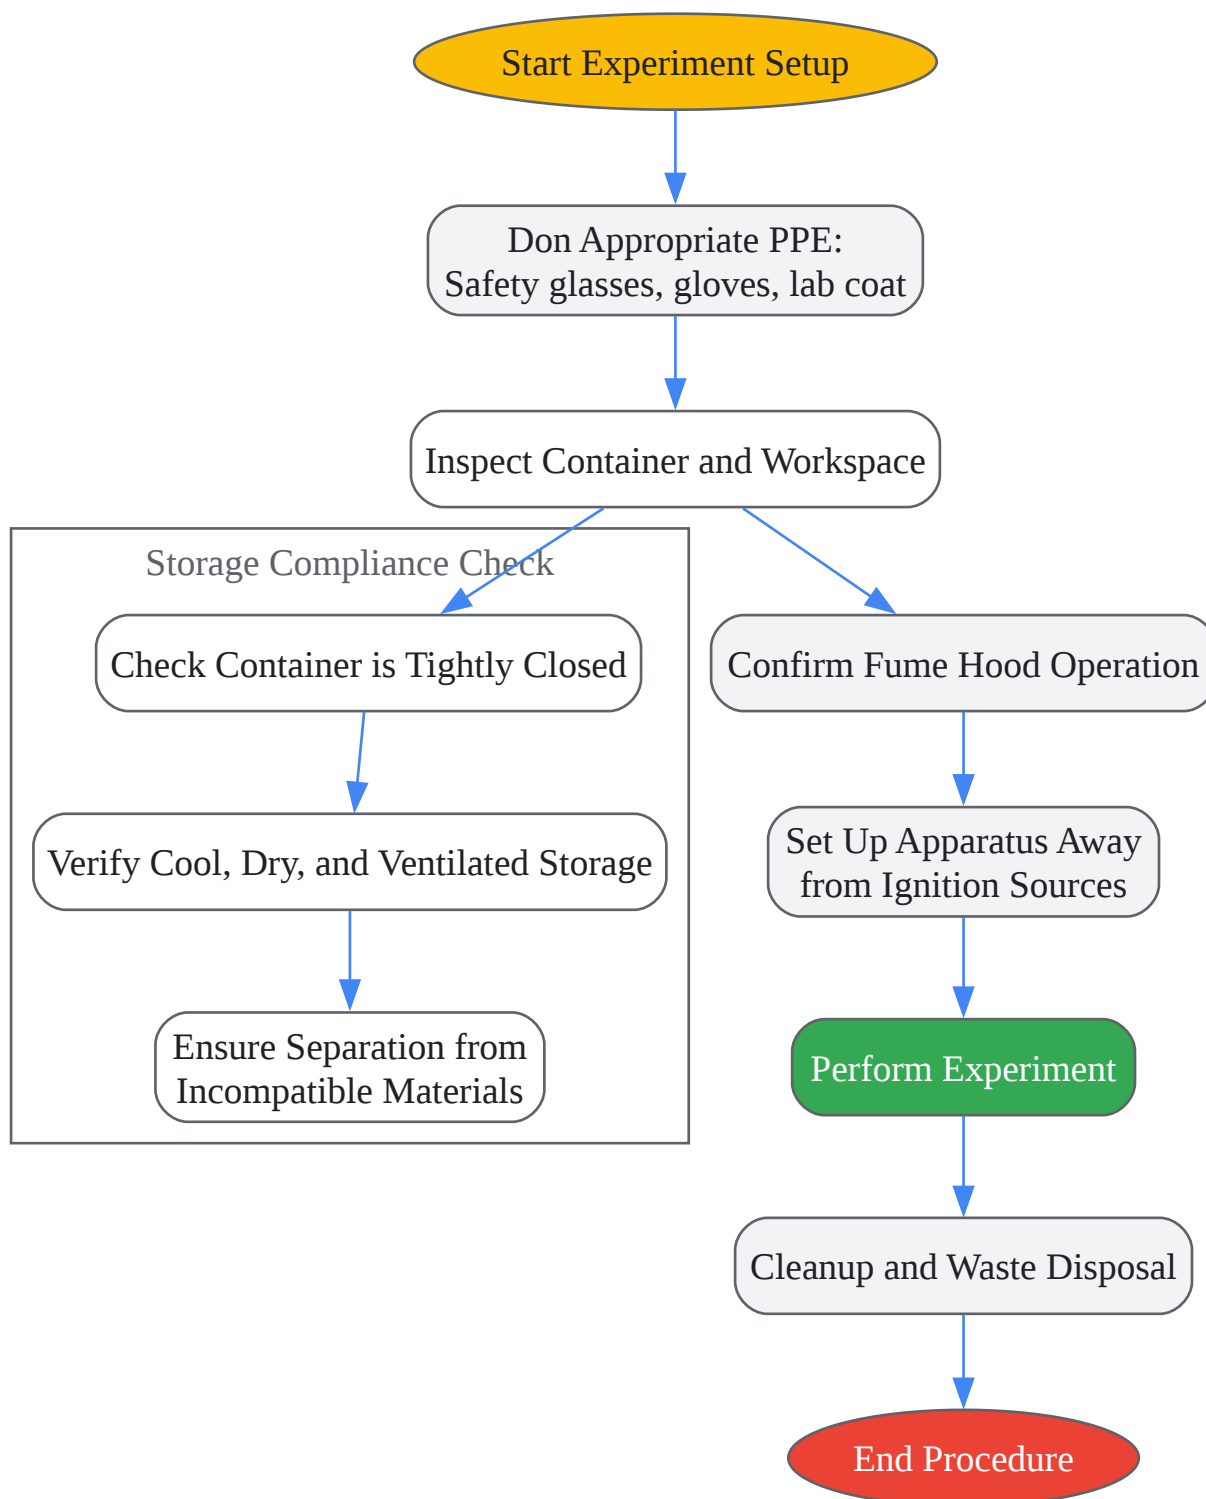 Start Experiment Setup
Don Appropriate PPE:
Safety glasses, gloves, lab coat
Inspect Container and Workspace
Storage Compliance Check
Check Container is Tightly Closed
Verify Cool, Dry, and Ventilated Storage
Ensure Separation from
Incompatible Materials
Confirm Fume Hood Operation
Set Up Apparatus Away
from Ignition Sources
Perform Experiment
Cleanup and Waste Disposal
End Procedure